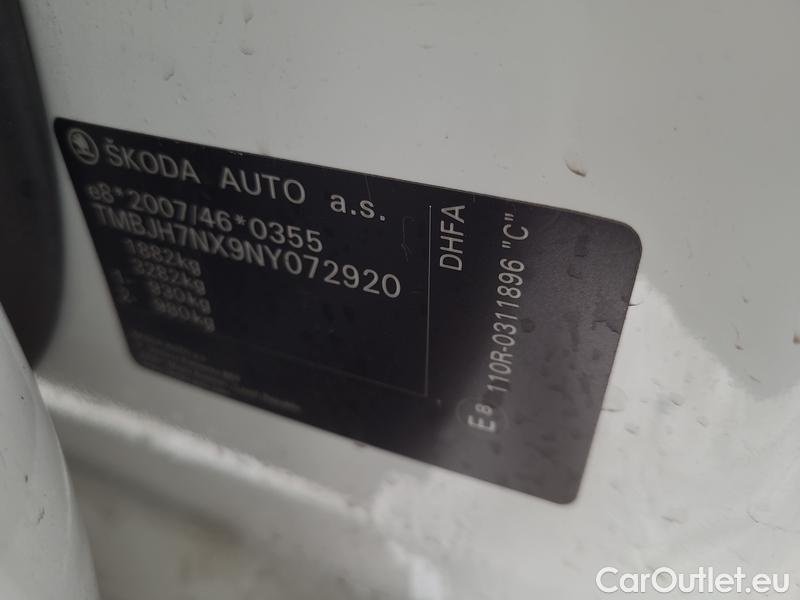 ŠKODA AUTO a.s.
e8*2007/46*0355
TMBJH7NX9NY072920
1882kg
3282kg
1- 930kg
2- 980kg
DHFA
E8 110R-0311896 "C"
CarOutlet.eu